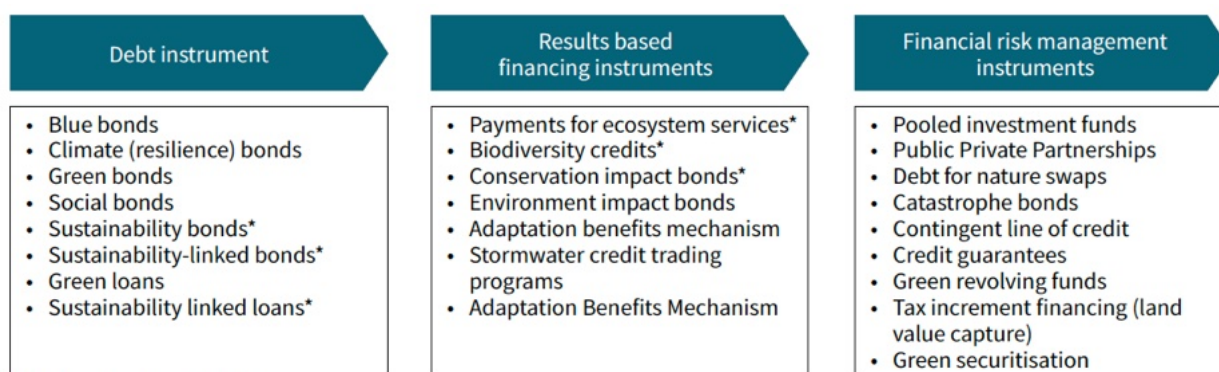 Debt instrument
• Blue bonds
• Climate (resilience) bonds
• Green bonds
• Social bonds
• Sustainability bonds*
• Sustainability-linked bonds*
• Green loans
• Sustainability linked loans*
Results based
financing instruments
• Payments for ecosystem services*
• Biodiversity credits*
• Conservation impact bonds*
• Environment impact bonds
• Adaptation benefits mechanism
• Stormwater credit trading
programs
• Adaptation Benefits Mechanism
Financial risk management
instruments
• Pooled investment funds
• Public Private Partnerships
• Debt for nature swaps
• Catastrophe bonds
• Contingent line of credit
• Credit guarantees
• Green revolving funds
• Tax increment financing (land
value capture)
• Green securitisation